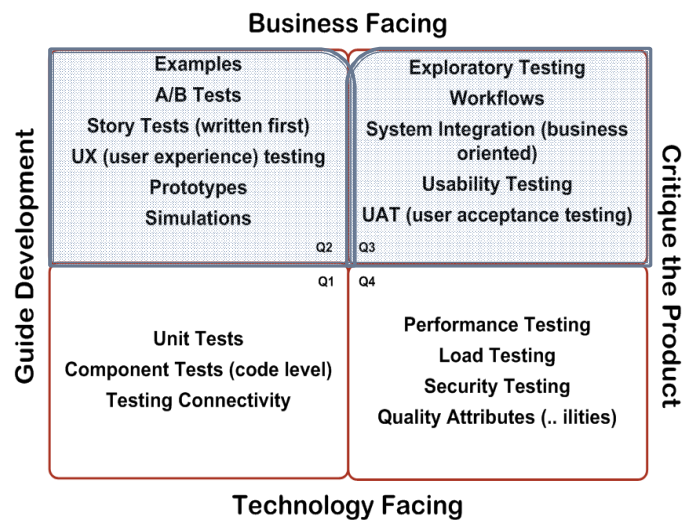 Business Facing
Guide Development
Examples
A/B Tests
Story Tests (written first)
UX (user experience) testing
Prototypes
Simulations
Q2
Exploratory Testing
Workflows
System Integration (business
oriented)
Usability Testing
UAT (user acceptance testing)
Q3
Critique the Product
Q1
Unit Tests
Component Tests (code level)
Testing Connectivity
Q4
Performance Testing
Load Testing
Security Testing
Quality Attributes (.. ilities)
Technology Facing